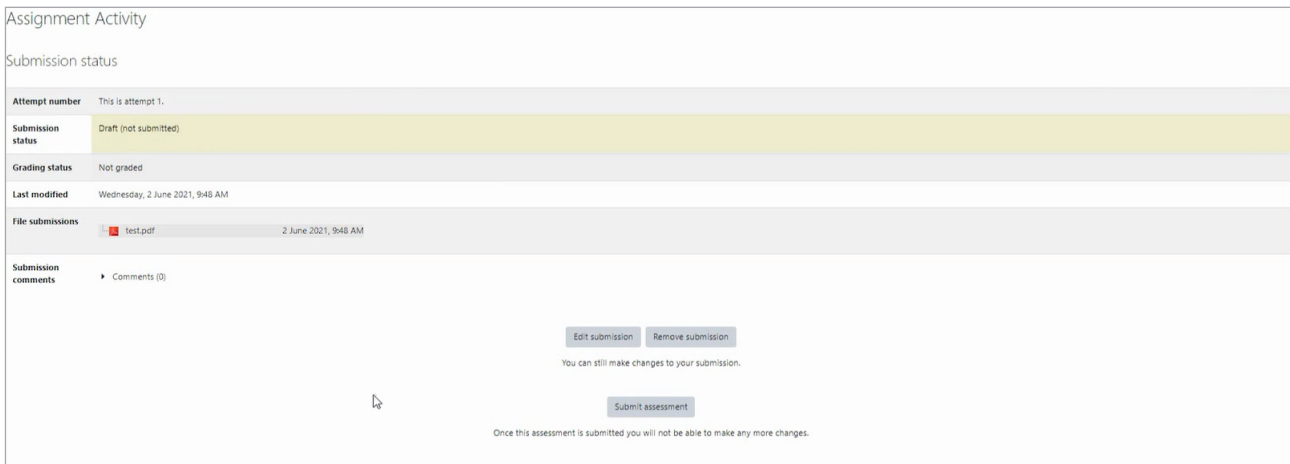 Assignment Activity
Submission status
Attempt number This is attempt 1.
Submission status Draft (not submitted)
Grading status Not graded
Last modified Wednesday, 2 June 2021, 9:48 AM
File submissions
test.pdf 2 June 2021, 9:48 AM
Submission comments Comments (0)
Edit submission Remove submission
You can still make changes to your submission.
Submit assessment
Once this assessment is submitted you will not be able to make any more changes.